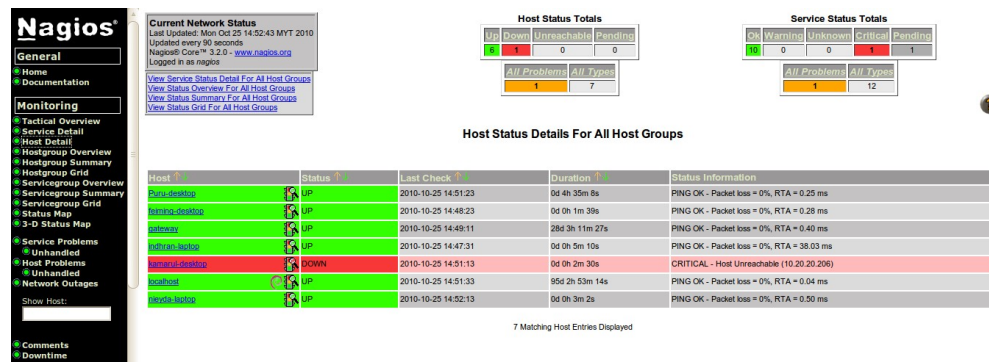 Nagios®
General
Home
Documentation
Monitoring
Tactical Overview
Service Detail
Host Detail
Hostgroup Overview
Hostgroup Summary
Hostgroup Grid
Servicegroup Overview
Servicegroup Summary
Servicegroup Grid
Status Map
3-D Status Map
Service Problems
Unhandled
Host Problems
Unhandled
Network Outages
Show Host:
Comments
Downtime
Current Network Status
Last Updated: Mon Oct 25 14:52:43 MYT 2010
Updated every 90 seconds
Nagios® Core™ 3.2.0 - www.nagios.org
Logged in as nagios
View Service Status Detail For All Host Groups
View Status Overview For All Host Groups
View Status Summary For All Host Groups
View Status Grid For All Host Groups
Host Status Totals
Up Down Unreachable Pending
6 1 0 0
All Problems All Types
1 7
Service Status Totals
Ok Warning Unknown Critical Pending
10 0 0 1 1
All Problems All Types
1 12
Host Status Details For All Host Groups
Host Status Last Check Duration Status Information
Puru-desktop UP 2010-10-25 14:51:23 0d 4h 35m 8s PING OK - Packet loss = 0%, RTA = 0.25 ms
feiming-desktop UP 2010-10-25 14:48:23 0d 0h 1m 39s PING OK - Packet loss = 0%, RTA = 0.28 ms
gateway UP 2010-10-25 14:49:11 28d 3h 11m 27s PING OK - Packet loss = 0%, RTA = 0.40 ms
indhran-laptop UP 2010-10-25 14:47:31 0d 0h 5m 10s PING OK - Packet loss = 0%, RTA = 38.03 ms
kamarul-desktop DOWN 2010-10-25 14:51:13 0d 0h 2m 30s CRITICAL - Host Unreachable (10.20.20.206)
localhost UP 2010-10-25 14:51:33 95d 2h 53m 14s PING OK - Packet loss = 0%, RTA = 0.04 ms
nievda-laptop UP 2010-10-25 14:52:13 0d 0h 3m 2s PING OK - Packet loss = 0%, RTA = 0.50 ms
7 Matching Host Entries Displayed